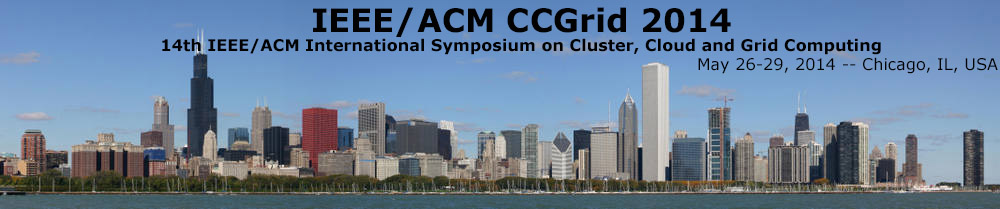 IEEE/ACM CCGrid 2014
14th IEEE/ACM International Symposium on Cluster, Cloud and Grid Computing
May 26-29, 2014 -- Chicago, IL, USA